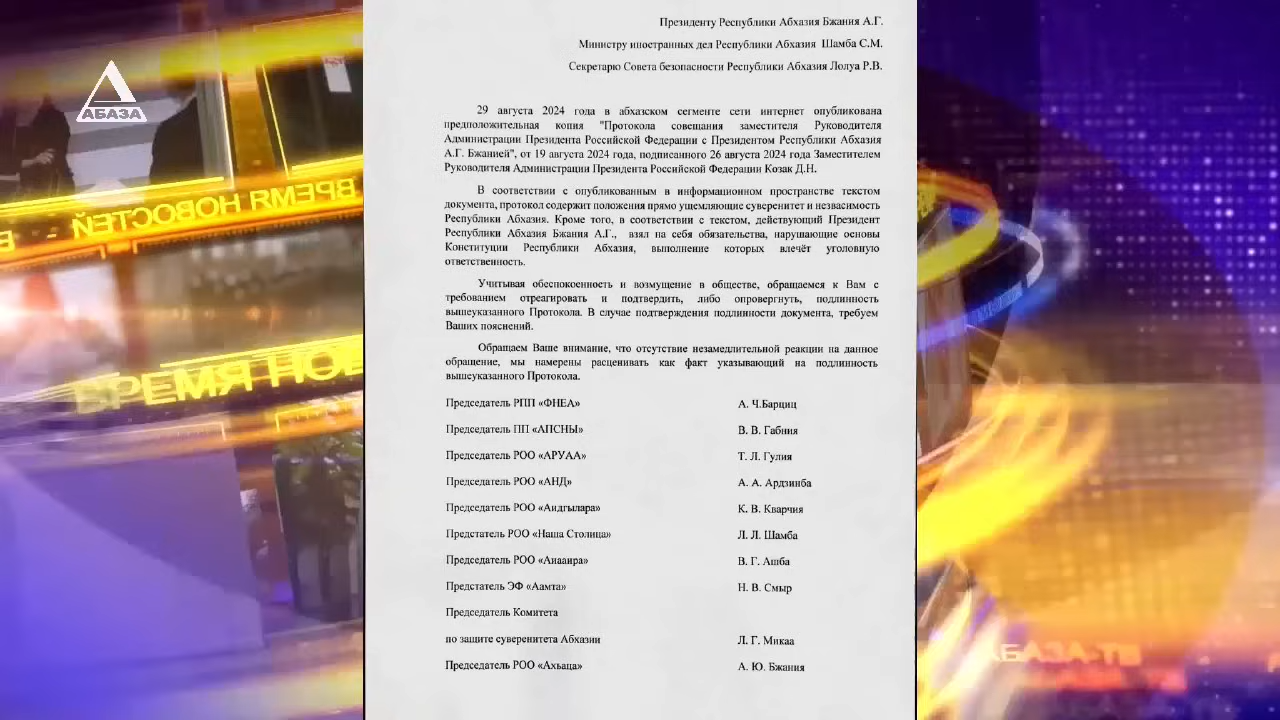 АБАЗА
ВРЕМЯ НОВОСТЕЙ
ВРЕМЯ НОВ
АБАЗА-ТВ
Президенту Республики Абхазия Бжания А.Г.
Министру иностранных дел Республики Абхазия Шамба С.М.
Секретарю Совета безопасности Республики Абхазия Лолуа Р.В.
29 августа 2024 года в абхазском сегменте сети интернет опубликована
предположительная копия "Протокола совещания заместителя Руководителя
Администрации Президента Российской Федерации с Президентом Республики Абхазия
А.Г. Бжанией", от 19 августа 2024 года, подписанного 26 августа 2024 года Заместителем
Руководителя Администрации Президента Российской Федерации Козак Д.Н.
В соответствии с опубликованным в информационном пространстве текстом
документа, протокол содержит положения прямо ущемляющие суверенитет и незвасимость
Республики Абхазия. Кроме того, в соответствии с текстом, действующий Президент
Республики Абхазия Бжания А.Г., взял на себя обязательства, нарушающие основы
Конституции Республики Абхазия, выполнение которых влечёт уголовную
ответственность.
Учитывая обеспокоенность и возмущение в обществе, обращаемся к Вам с
требованием отреагировать и подтвердить, либо опровергнуть, подлинность
вышеуказанного Протокола. В случае подтверждения подлинности документа, требуем
Ваших пояснений.
Обращаем Ваше внимание, что отсутствие незамедлительной реакции на данное
обращение, мы намерены расценивать как факт указывающий на подлинность
вышеуказанного Протокола.
Председатель РПП «ФНЕА» А. Ч.Барциц
Председатель ПП «АПСНЫ» В. В. Габния
Председатель РОО «АРУАА» Т. Л. Гулия
Председатель РОО «АНД» А. А. Ардзинба
Председатель РОО «Аидгылара» К. В. Кварчия
Предстатель РОО «Наша Столица» Л. Л. Шамба
Председатель РОО «Анааира» В. Г. Ашба
Предстатель ЭФ «Аамта» Н. В. Смыр
Председатель Комитета
по защите суверенитета Абхазии Л. Г. Микаа
Председатель РОО «Ахьаца» А. Ю. Бжания